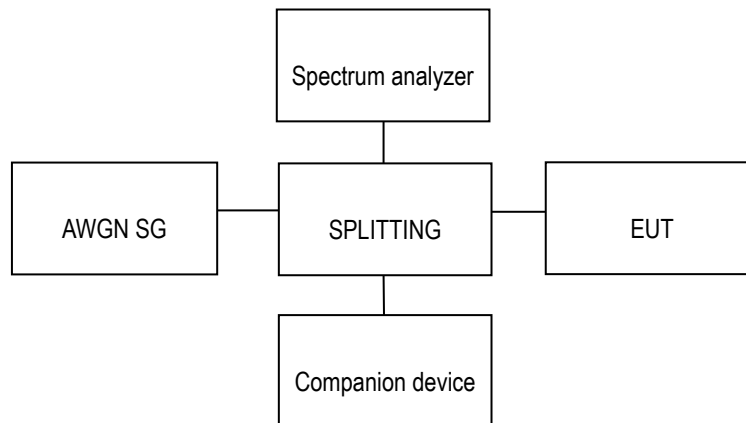 Spectrum analyzer
AWGN SG
SPLITTING
EUT
Companion device